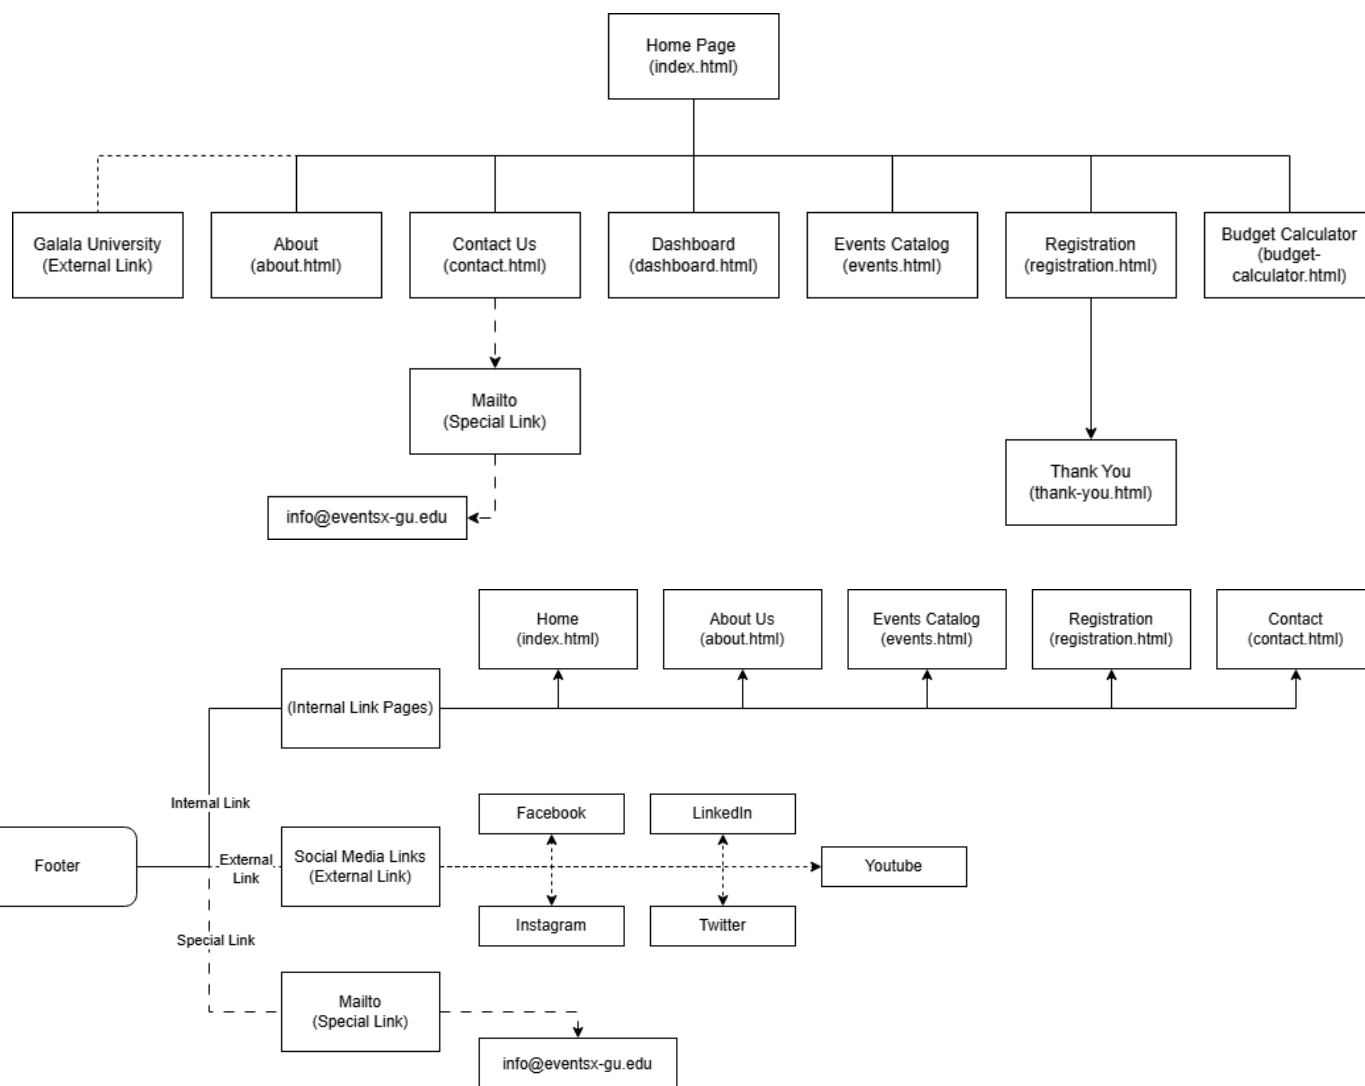 Home Page
(index.html)
Galala University
(External Link)
About
(about.html)
Contact Us
(contact.html)
Dashboard
(dashboard.html)
Events Catalog
(events.html)
Registration
(registration.html)
Budget Calculator
(budget-
calculator.html)
Mailto
(Special Link)
info@eventsx-gu.edu
Thank You
(thank-you.html)
Home
(index.html)
About Us
(about.html)
Events Catalog
(events.html)
Registration
(registration.html)
Contact
(contact.html)
(Internal Link Pages)
Internal Link
Footer
External
Link
Social Media Links
(External Link)
Facebook
LinkedIn
Youtube
Instagram
Twitter
Special Link
Mailto
(Special Link)
info@eventsx-gu.edu